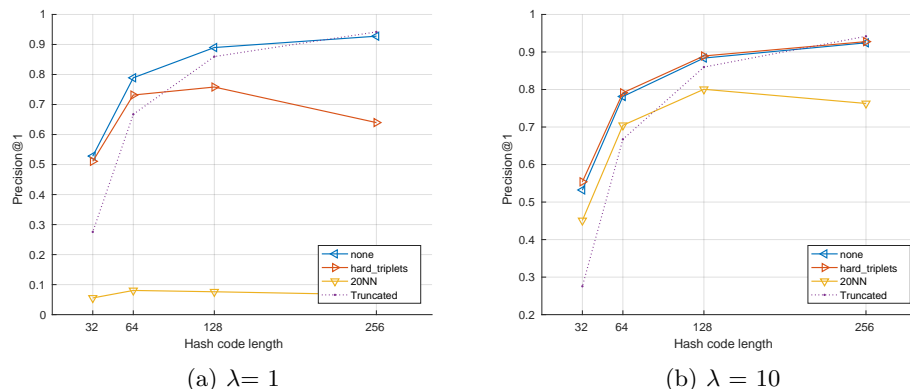 1
0.9
0.8
0.7
0.6
0.5
0.4
0.3
0.2
0.1
0
Precision@1
none
hard_triplets
20NN
Truncated
32 64 128 256
Hash code length
(a) λ= 1
1
0.9
0.8
0.7
0.6
0.5
0.4
0.3
0.2
Precision@1
none
hard_triplets
20NN
Truncated
32 64 128 256
Hash code length
(b) λ = 10